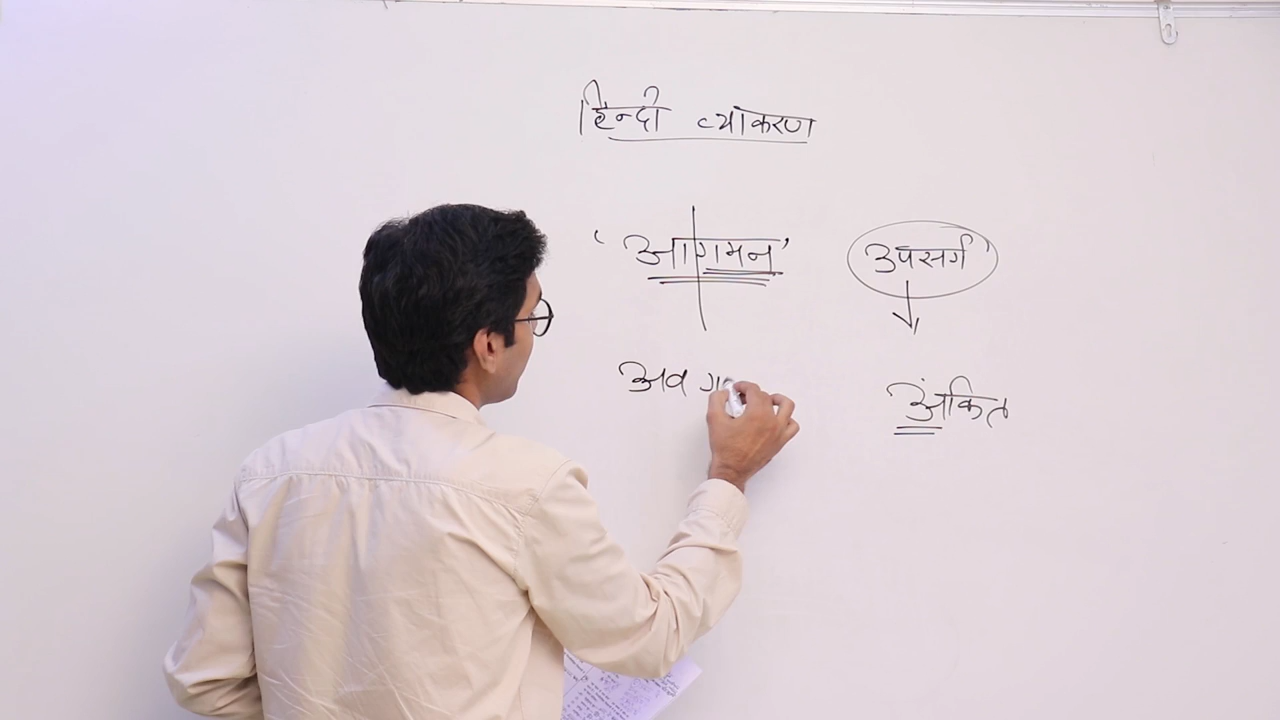 हिन्दी व्याकरण
'आगमन' उपसर्ग
अव ग
अंकित